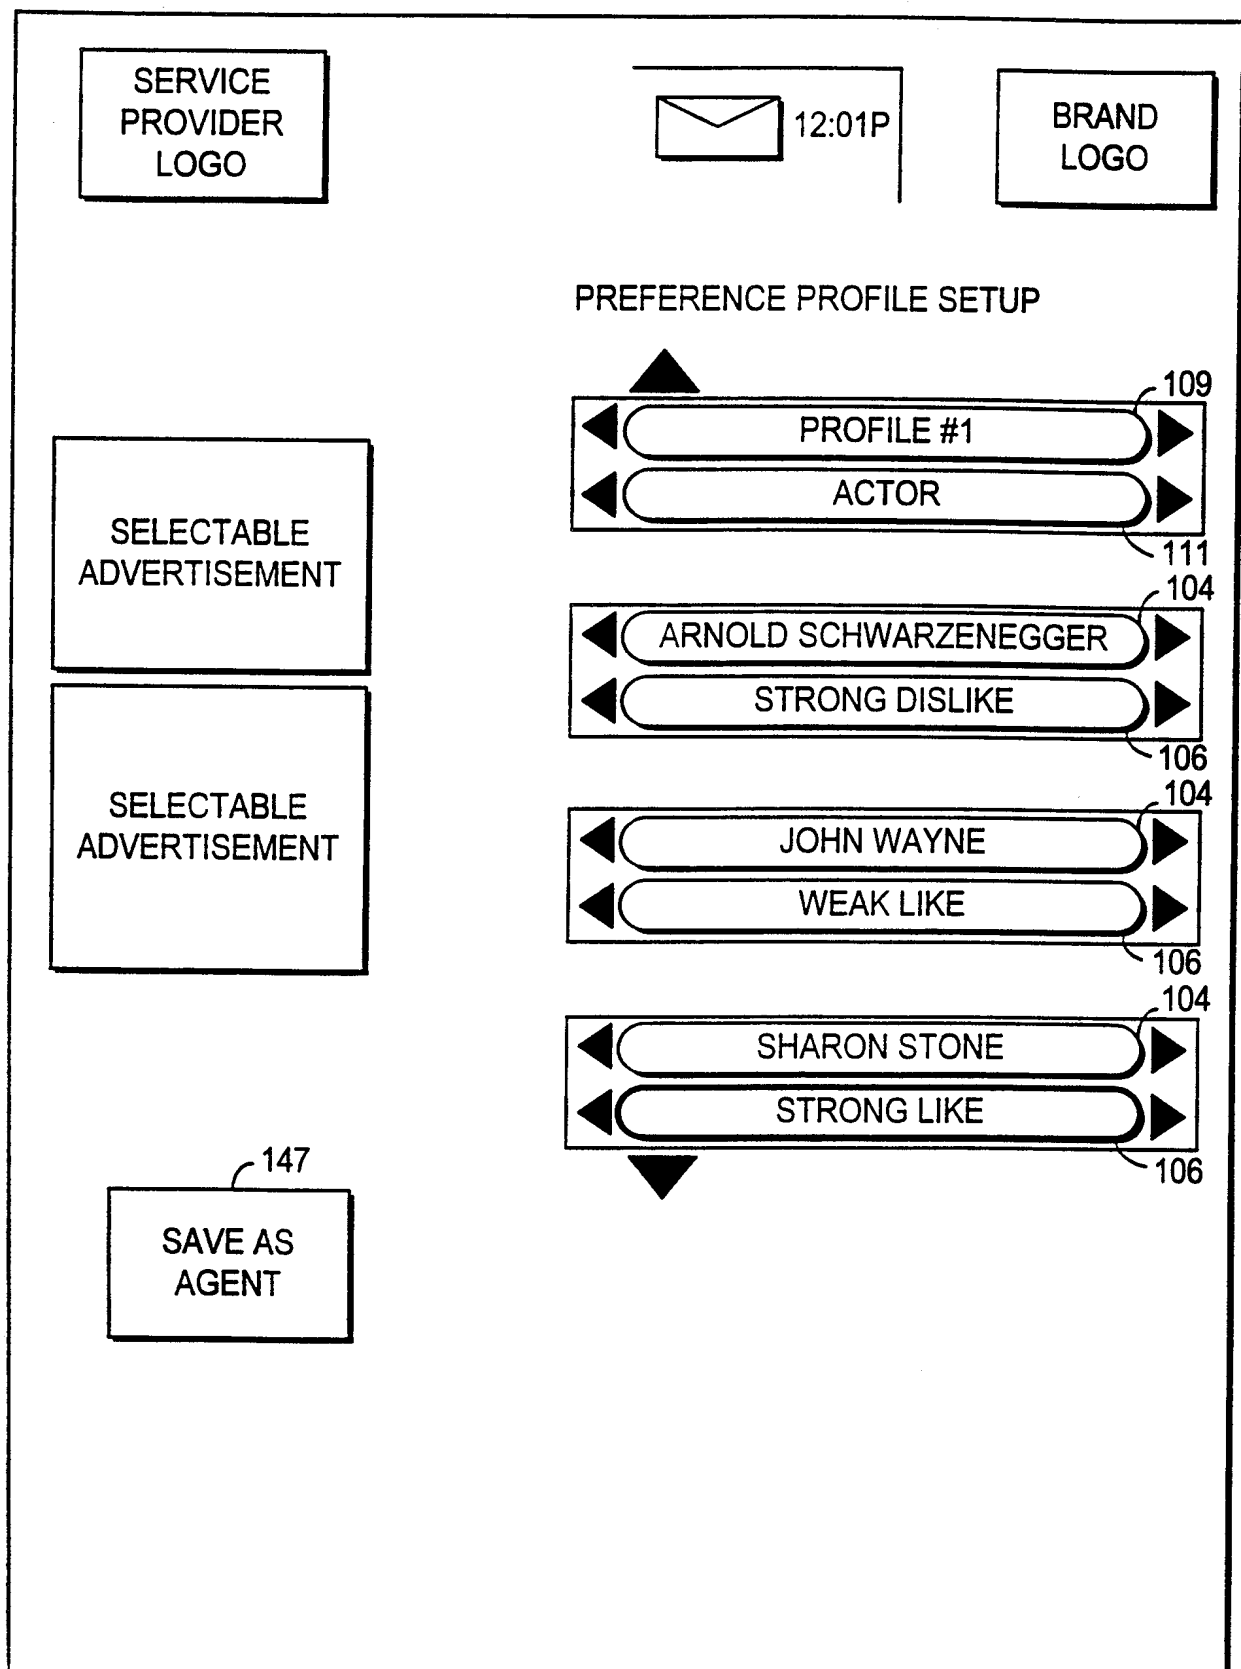 SERVICE
PROVIDER
LOGO
12:01P
BRAND
LOGO
PREFERENCE PROFILE SETUP
109
PROFILE #1
ACTOR
111
SELECTABLE
ADVERTISEMENT
104
ARNOLD SCHWARZENEGGER
STRONG DISLIKE
106
SELECTABLE
ADVERTISEMENT
104
JOHN WAYNE
WEAK LIKE
106
104
SHARON STONE
STRONG LIKE
106
147
SAVE AS
AGENT